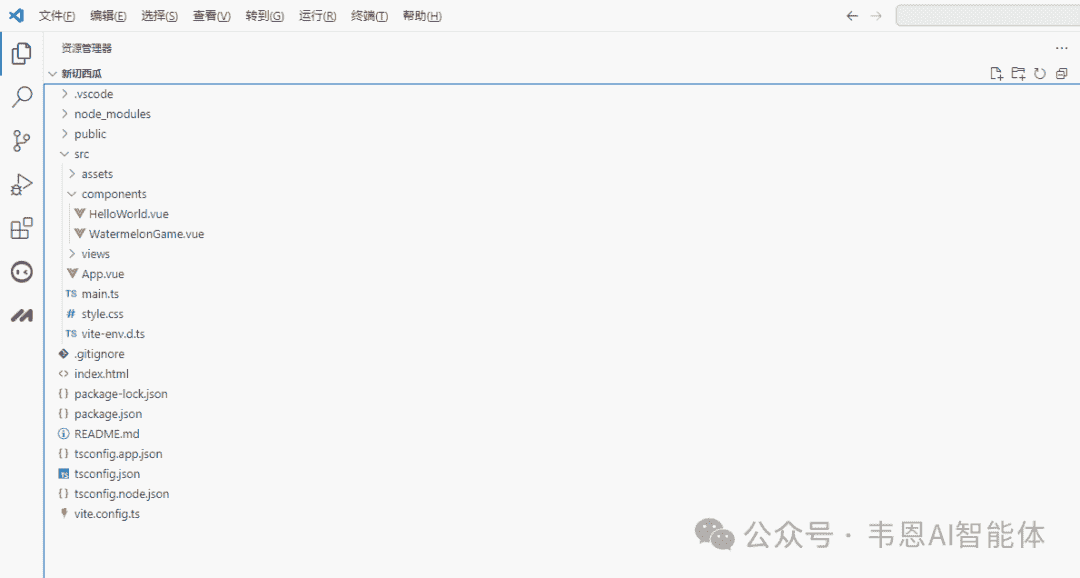 文件(F) 编辑(E) 选择(S) 查看(V) 转到(G) 运行(R) 终端(T) 帮助(H)
资源管理器
新切西瓜
.vscode
node_modules
public
src
assets
components
HelloWorld.vue
WatermelonGame.vue
views
App.vue
TS main.ts
# style.css
TS vite-env.d.ts
.gitignore
<> index.html
{} package-lock.json
{} package.json
README.md
{} tsconfig.app.json
TS tsconfig.json
{} tsconfig.node.json
vite.config.ts
公众号 · 韦恩AI智能体